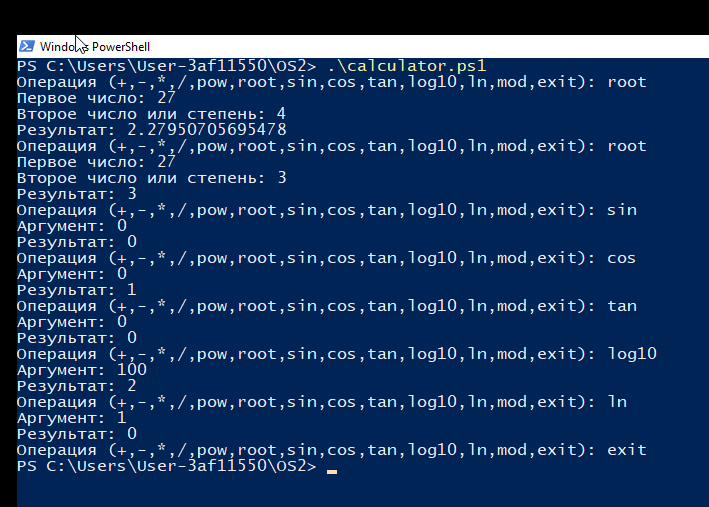 Windows PowerShell
PS C:\Users\User-3af11550\OS2> .\calculator.ps1
Операция (+,-,*,/,pow,root,sin,cos,tan,log10,ln,mod,exit): root
Первое число: 27
Второе число или степень: 4
Результат: 2.27950705695478
Операция (+,-,*,/,pow,root,sin,cos,tan,log10,ln,mod,exit): root
Первое число: 27
Второе число или степень: 3
Результат: 3
Операция (+,-,*,/,pow,root,sin,cos,tan,log10,ln,mod,exit): sin
Аргумент: 0
Результат: 0
Операция (+,-,*,/,pow,root,sin,cos,tan,log10,ln,mod,exit): cos
Аргумент: 0
Результат: 1
Операция (+,-,*,/,pow,root,sin,cos,tan,log10,ln,mod,exit): tan
Аргумент: 0
Результат: 0
Операция (+,-,*,/,pow,root,sin,cos,tan,log10,ln,mod,exit): log10
Аргумент: 100
Результат: 2
Операция (+,-,*,/,pow,root,sin,cos,tan,log10,ln,mod,exit): ln
Аргумент: 1
Результат: 0
Операция (+,-,*,/,pow,root,sin,cos,tan,log10,ln,mod,exit): exit
PS C:\Users\User-3af11550\OS2>